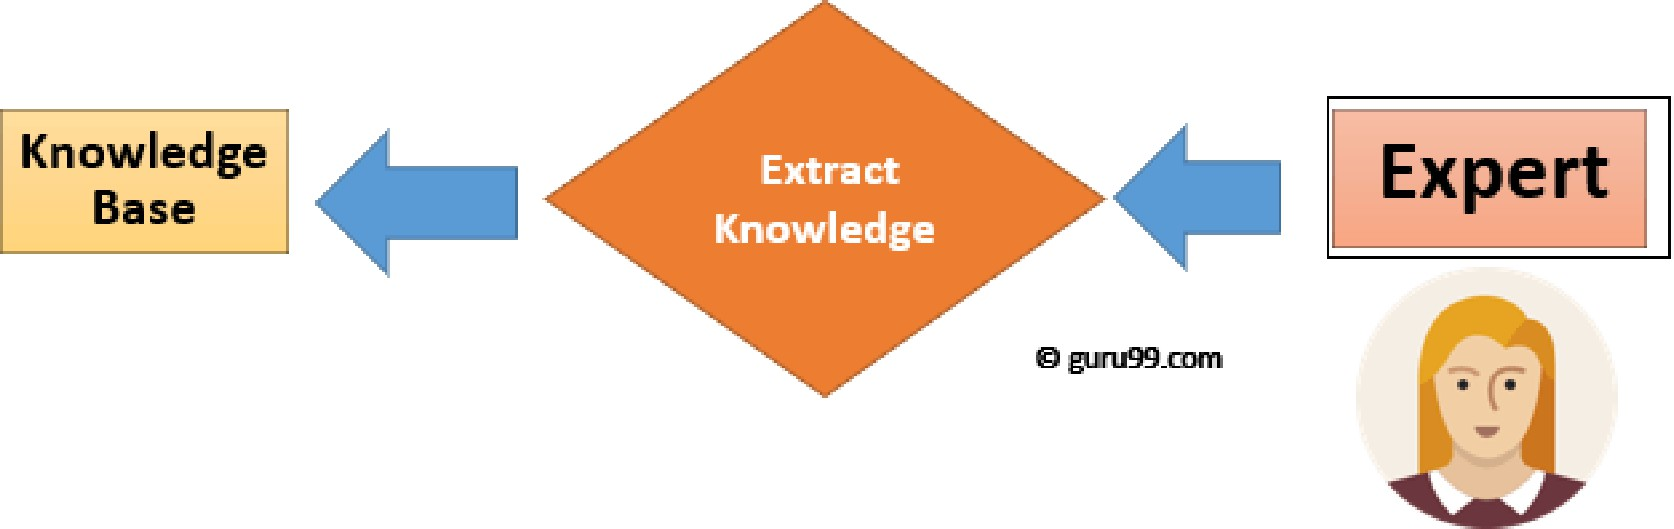 Knowledge
Base
Extract
Knowledge
Expert
© guru99.com